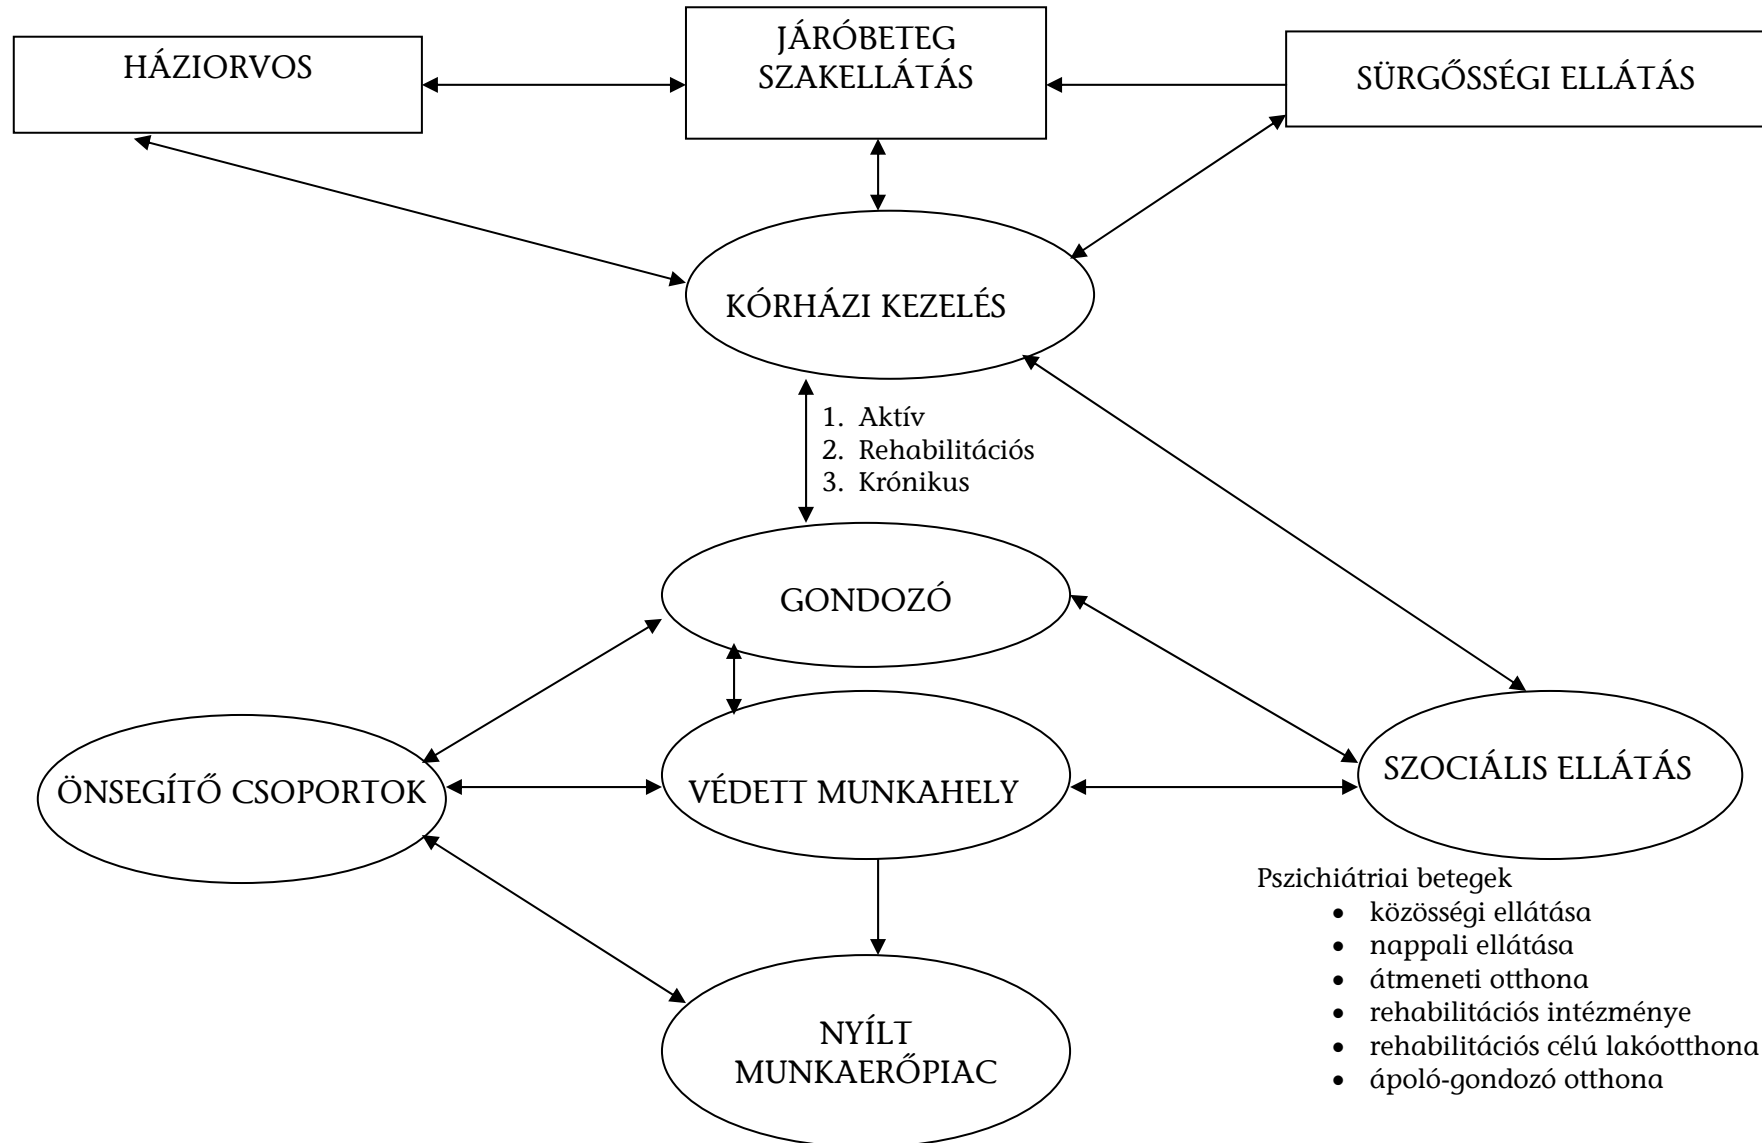 HÁZIORVOS
JÁRÓBETEG
SZAKELLÁTÁS
SÜRGŐSSÉGI ELLÁTÁS
KÓRHÁZI KEZELÉS
1. Aktív
2. Rehabilitációs
3. Krónikus
GONDOZÓ
ÖNSEGÍTŐ CSOPORTOK
VÉDETT MUNKAHELY
SZOCIÁLIS ELLÁTÁS
Pszichiátriai betegek
• közösségi ellátása
• nappali ellátása
• átmeneti otthona
• rehabilitációs intézménye
• rehabilitációs célú lakóotthona
• ápoló-gondozó otthona
NYÍLT
MUNKAERŐPIAC